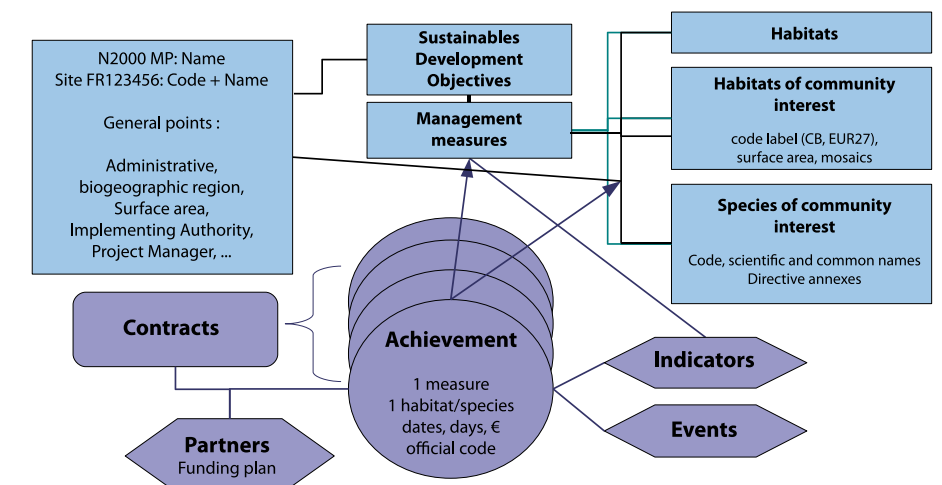 N2000 MP: Name
Site FR123456: Code + Name
General points :
Administrative,
biogeographic region,
Surface area,
Implementing Authority,
Project Manager, ...
Sustainables
Development
Objectives
Management
measures
Habitats
Habitats of community
interest
code label (CB, EUR27),
surface area, mosaics
Species of community
interest
Code, scientific and common names
Directive annexes
Contracts
Achievement
1 measure
1 habitat/species
dates, days, €
official code
Indicators
Events
Partners
Funding plan